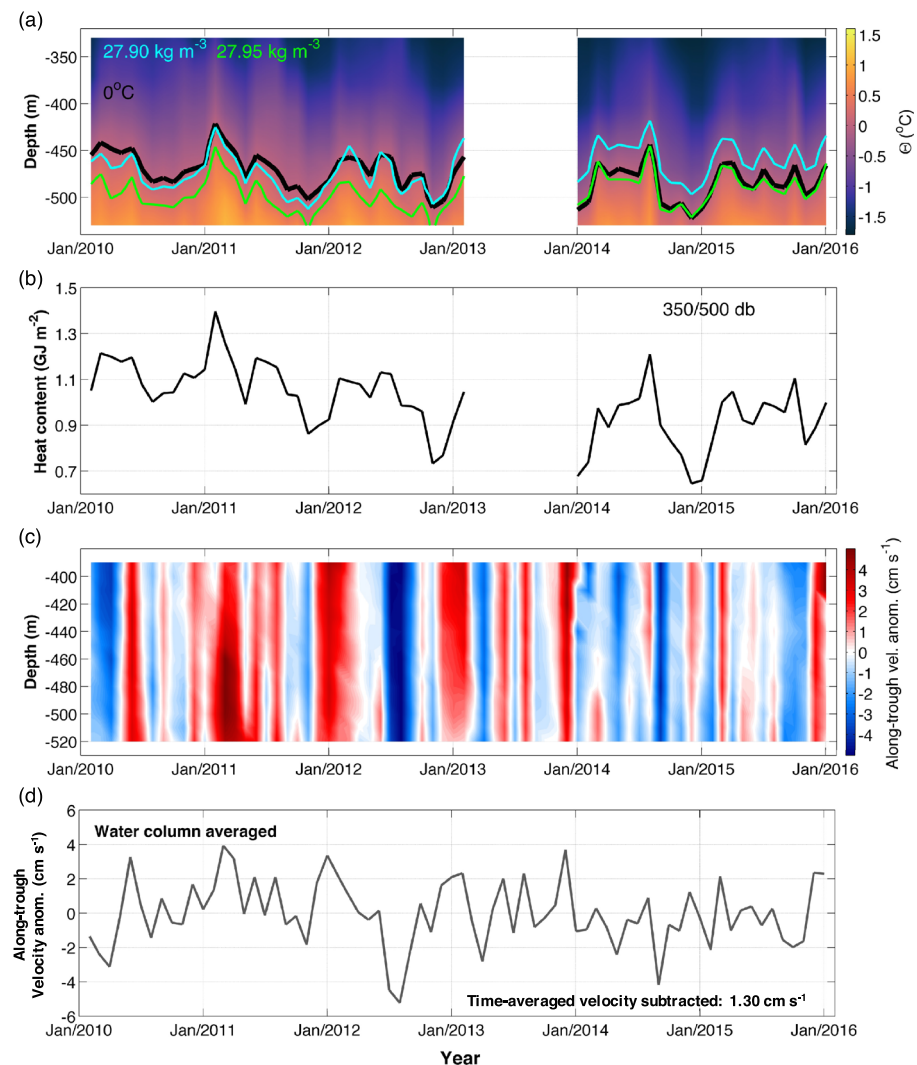 (a)
27.90 kg m-3 27.95 kg m-3
0oC
Depth (m)
-350
-400
-450
-500
Jan/2010 Jan/2011 Jan/2012 Jan/2013 Jan/2014 Jan/2015 Jan/2016
1.5
1
0.5
0
-0.5
-1
-1.5
Θ (0C)
(b)
350/500 db
Heat content (GJ m-2)
1.5
1.3
1.1
0.9
0.7
Jan/2010 Jan/2011 Jan/2012 Jan/2013 Jan/2014 Jan/2015 Jan/2016
(c)
Depth (m)
-400
-420
-440
-460
-480
-500
-520
Jan/2010 Jan/2011 Jan/2012 Jan/2013 Jan/2014 Jan/2015 Jan/2016
4
3
2
1
0
-1
-2
-3
-4
Along-trough vel. anom. (cm s-1)
(d)
Water column averaged
Along-trough
Velocity anom. (cm s-1)
6
4
2
0
-2
-4
-6
Time-averaged velocity subtracted: 1.30 cm s-1
Jan/2010 Jan/2011 Jan/2012 Jan/2013 Jan/2014 Jan/2015 Jan/2016
Year